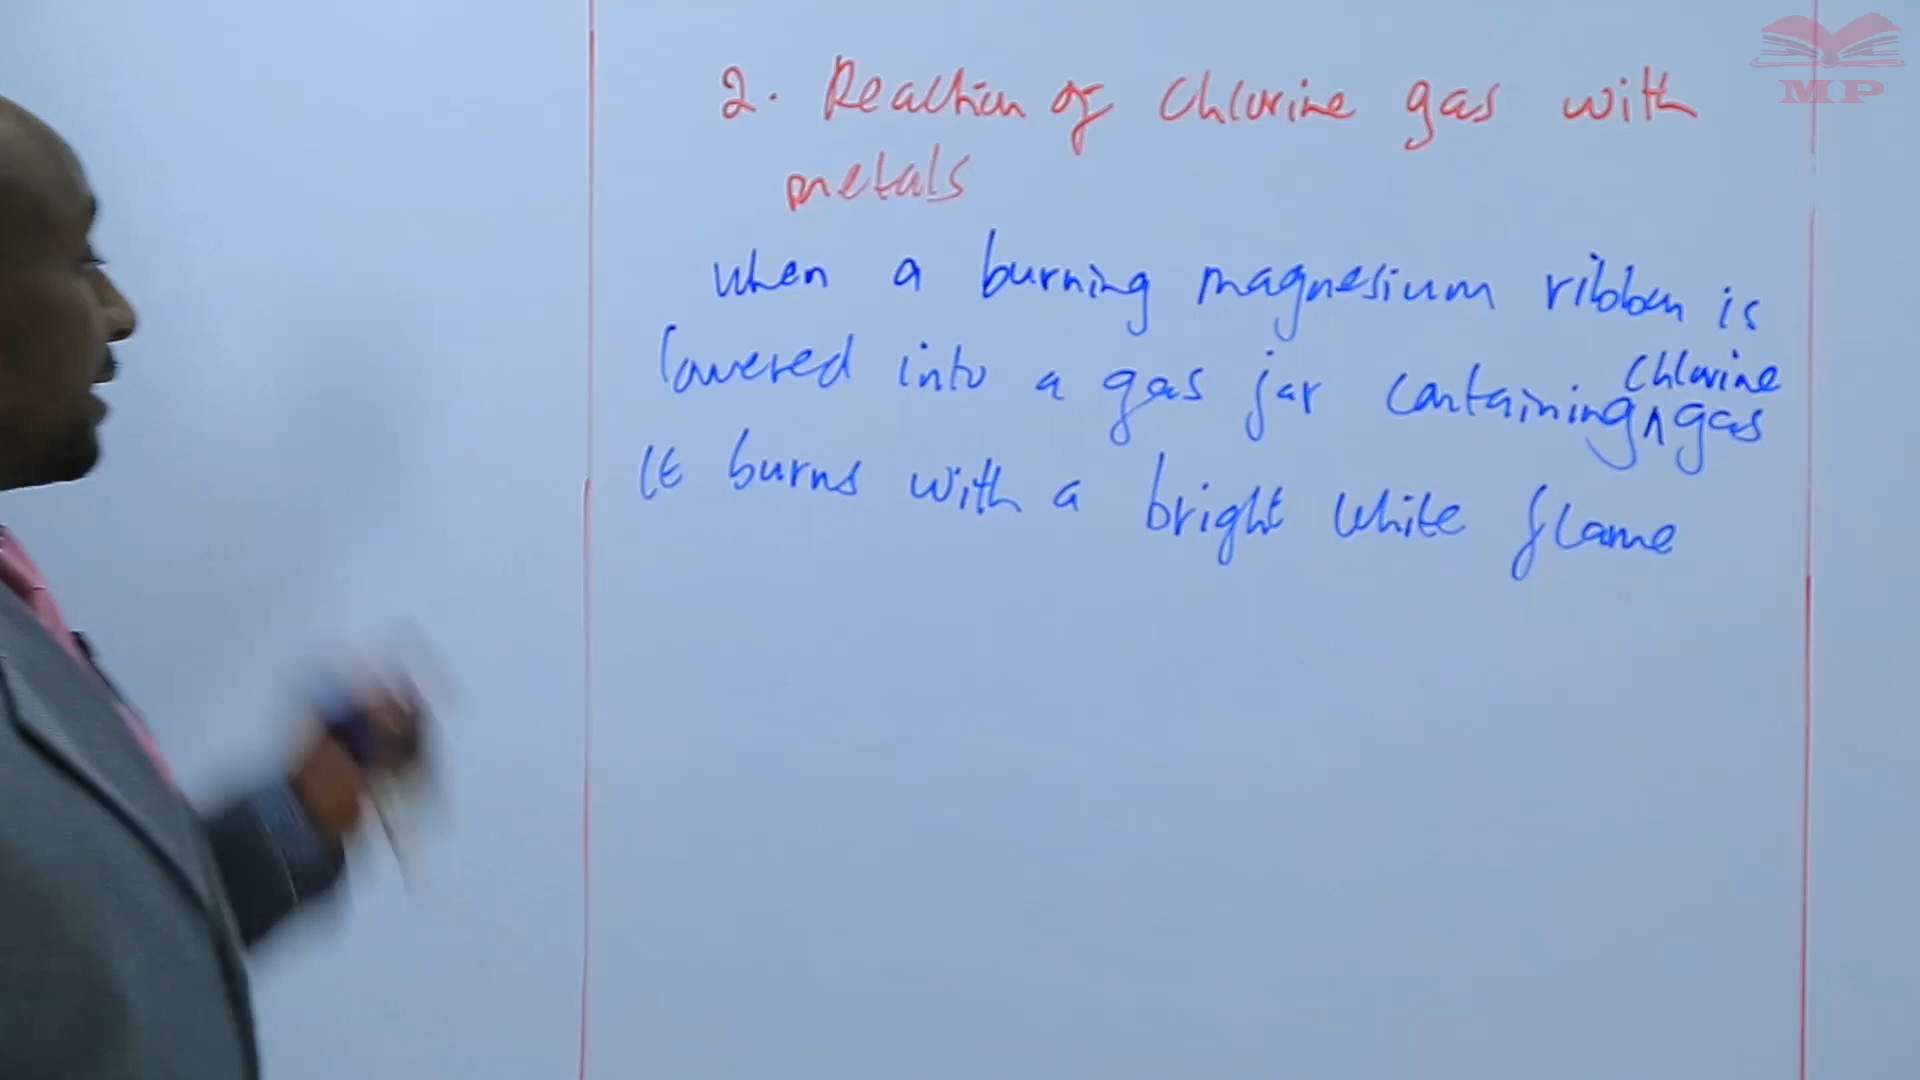 2. Reaction of Chlorine gas with
metals
when a burning magnesium ribbon is
lowered into a gas jar containing chlorine gas
It burns with a bright white flame
MP